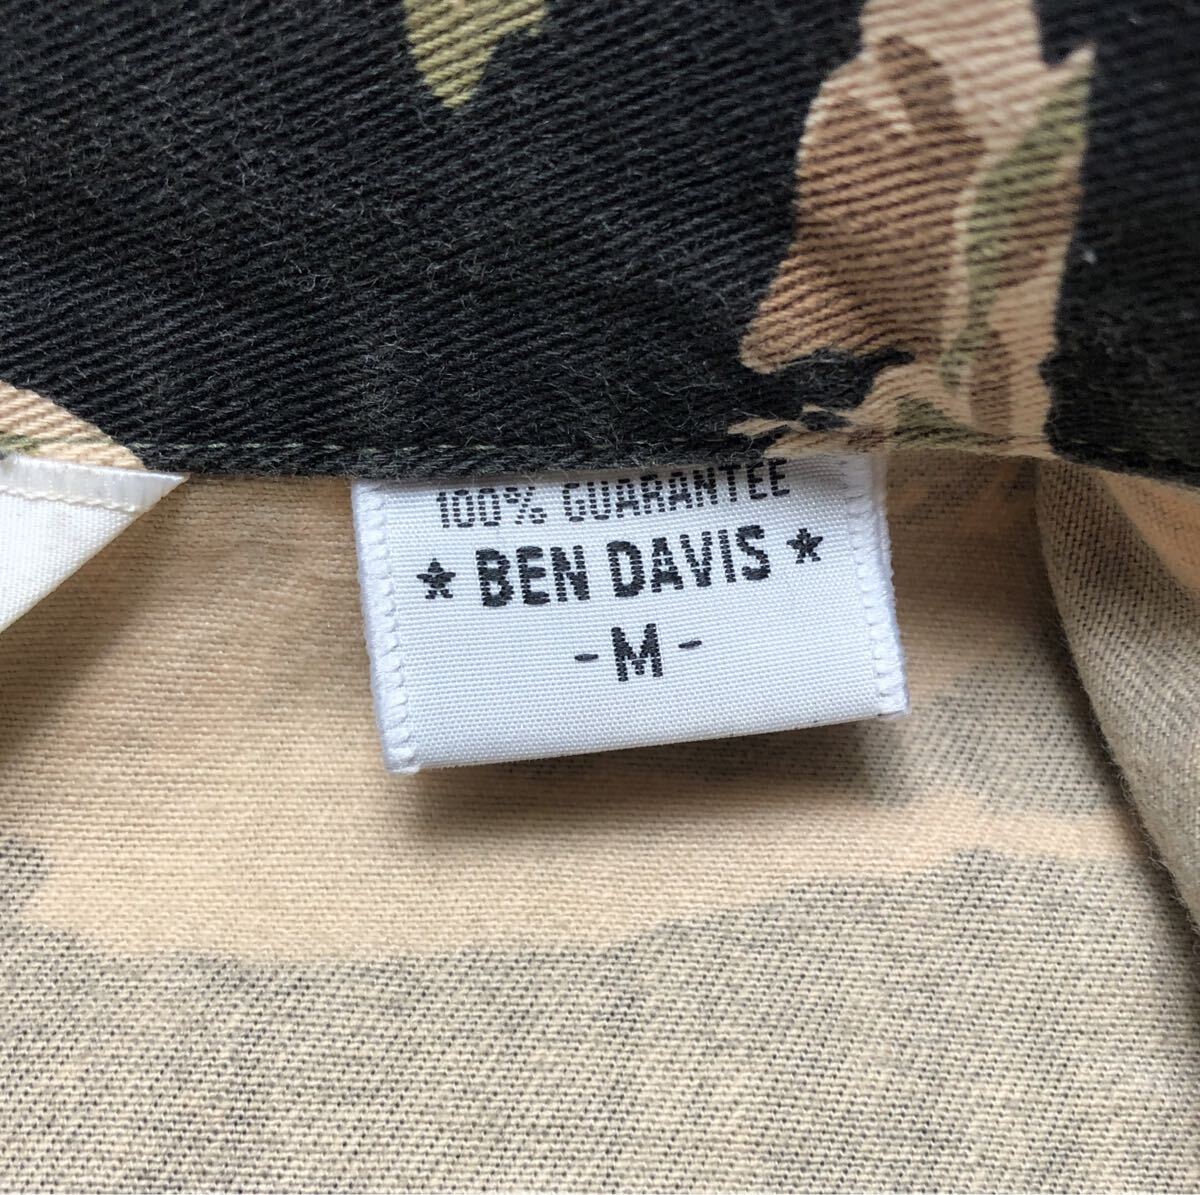 100% GUARANTEE
★ BEN DAVIS ★
- M -